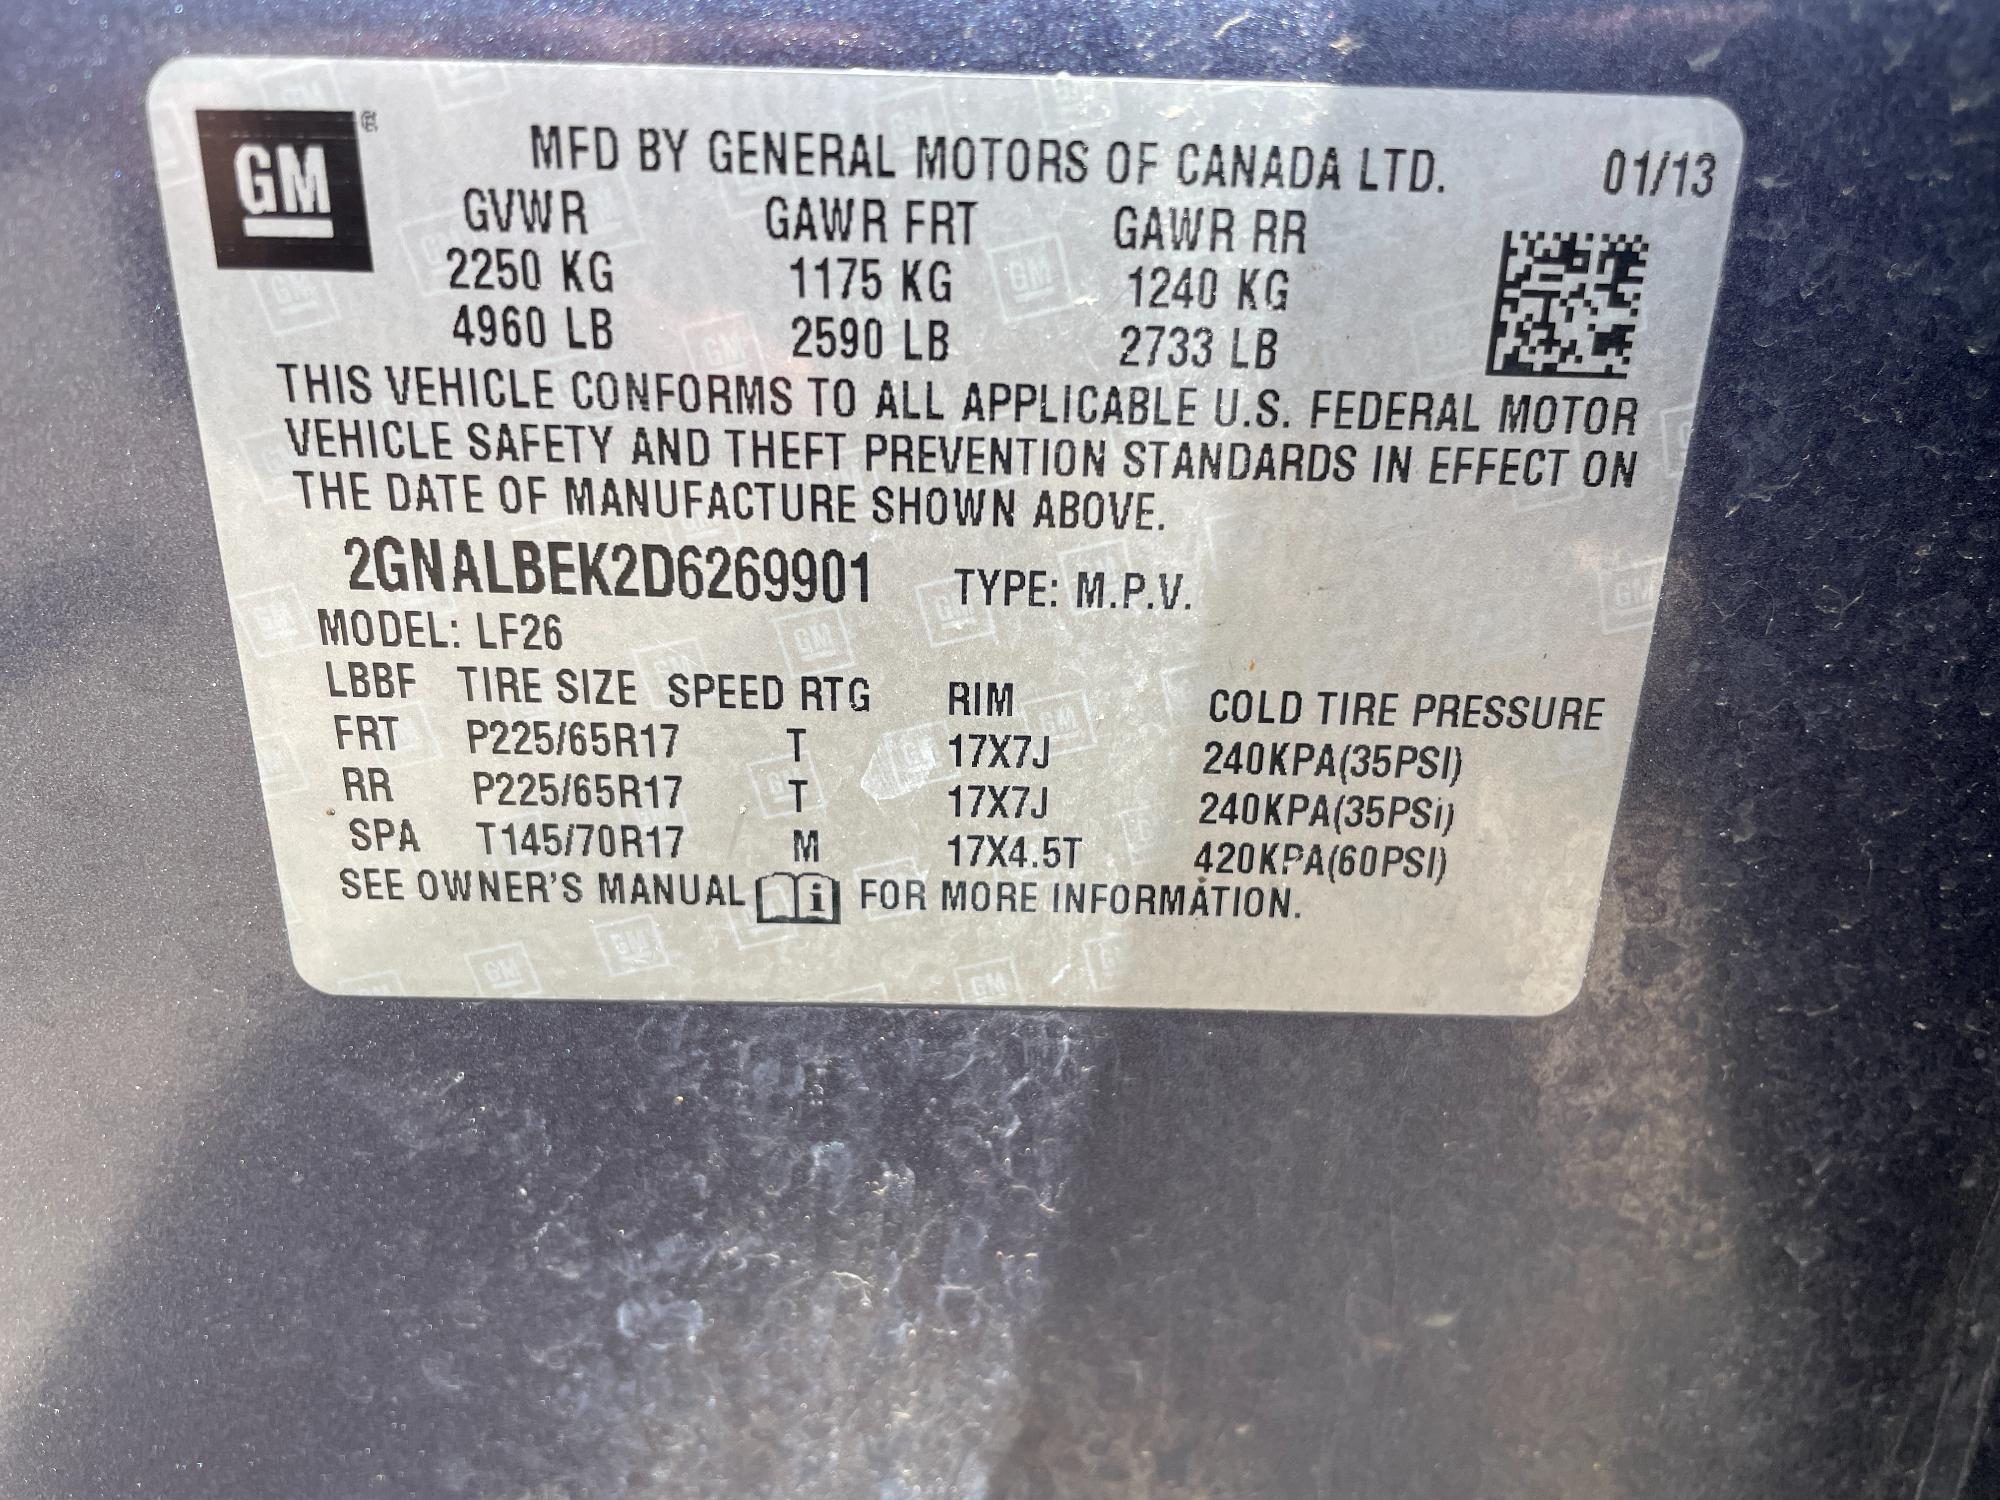 GM
MFD BY GENERAL MOTORS OF CANADA LTD. 01/13
GVWR GAWR FRT GAWR RR
2250 KG 1175 KG 1240 KG
4960 LB 2590 LB 2733 LB
THIS VEHICLE CONFORMS TO ALL APPLICABLE U.S. FEDERAL MOTOR
VEHICLE SAFETY AND THEFT PREVENTION STANDARDS IN EFFECT ON
THE DATE OF MANUFACTURE SHOWN ABOVE.
2GNALBEK2D6269901 TYPE: M.P.V.
MODEL: LF26
LBBF TIRE SIZE SPEED RTG RIM COLD TIRE PRESSURE
FRT P225/65R17 T 17X7J 240KPA(35PSI)
RR P225/65R17 T 17X7J 240KPA(35PSi)
SPA T145/70R17 M 17X4.5T 420KPA(60PSI)
SEE OWNER'S MANUAL i FOR MORE INFORMATION.